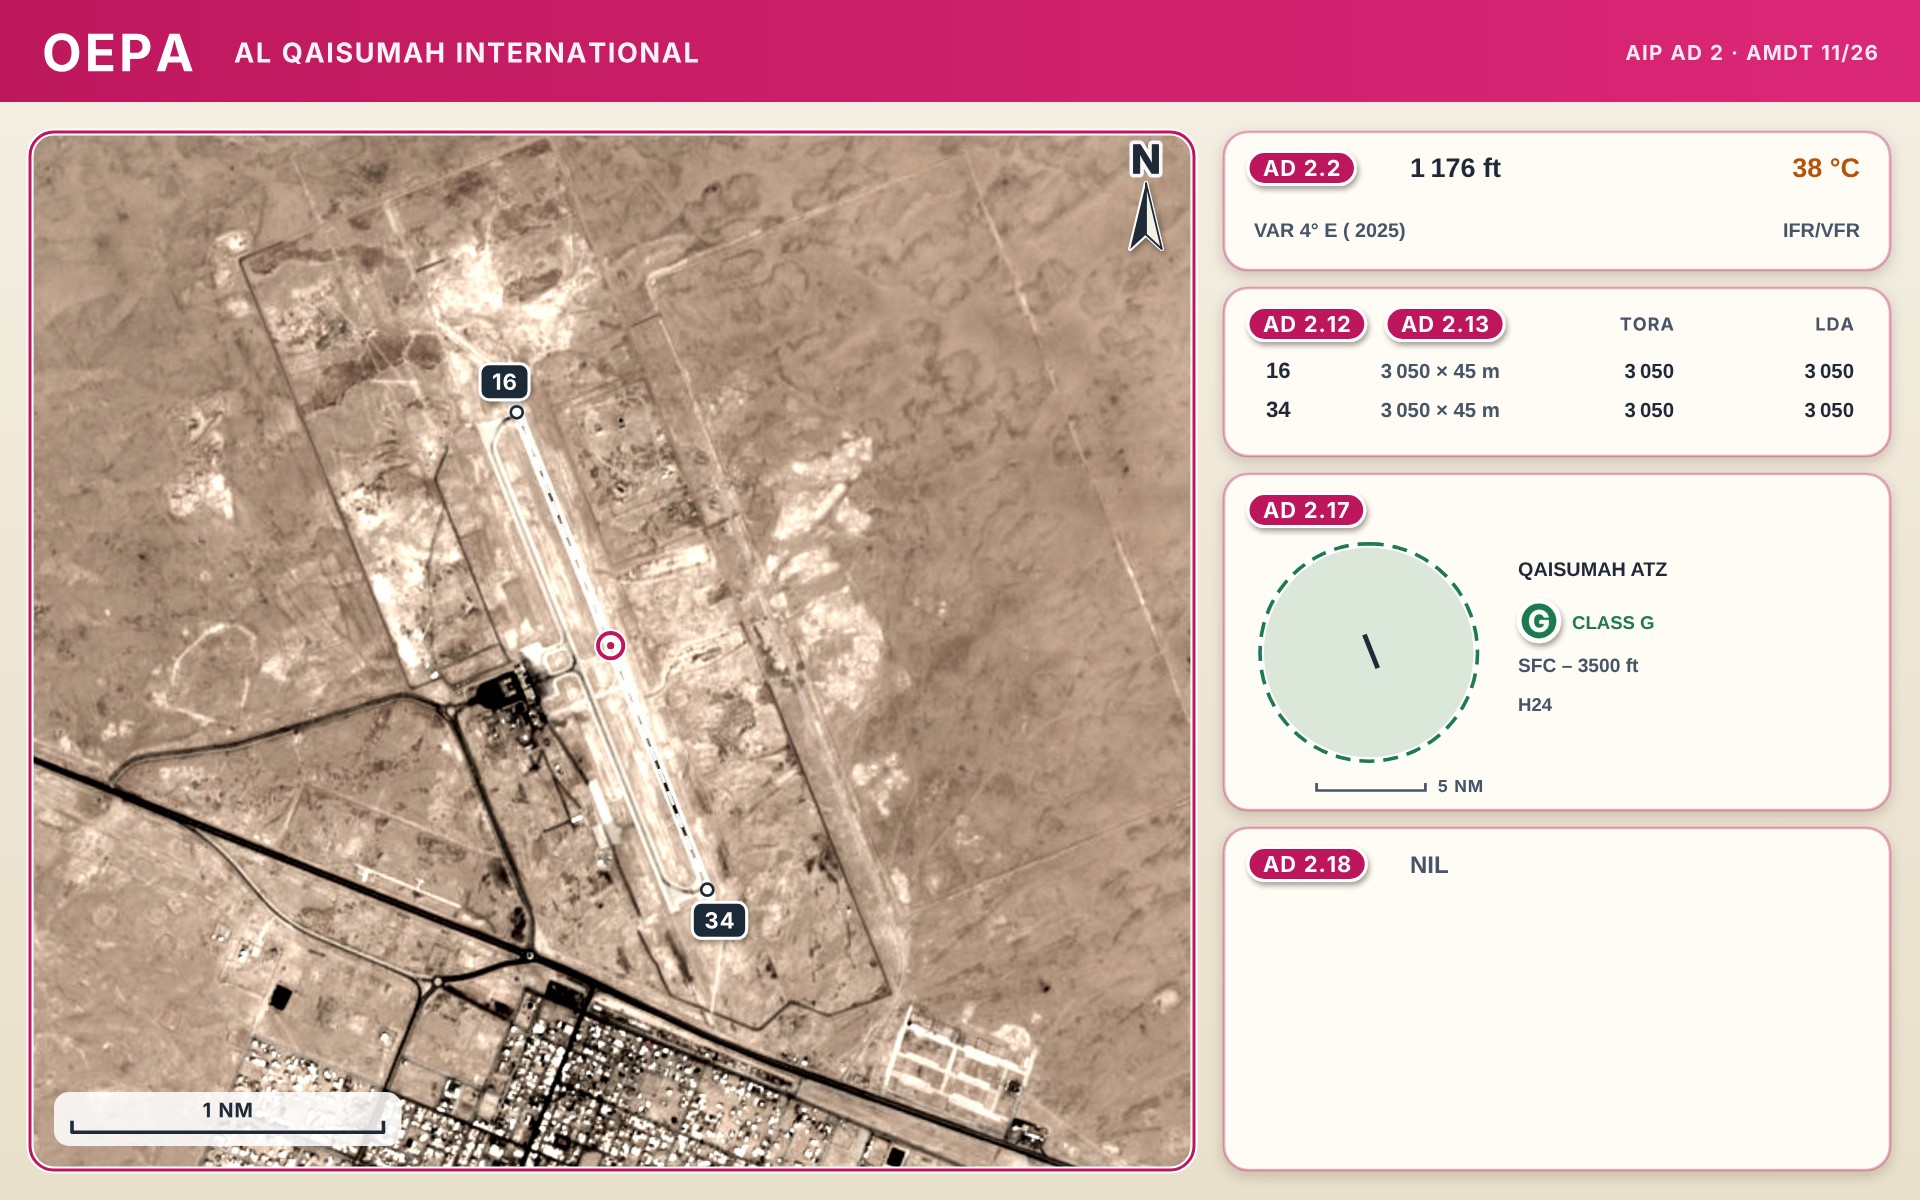 OEPA AL QAISUMAH INTERNATIONAL AIP AD 2 · AMDT 11/26
N
16
34
1 NM
AD 2.2 1 176 ft 38 °C
VAR 4° E ( 2025) IFR/VFR
AD 2.12 AD 2.13 TORA LDA
16 3 050 × 45 m 3 050 3 050
34 3 050 × 45 m 3 050 3 050
AD 2.17
QAISUMAH ATZ
G CLASS G
SFC – 3500 ft
H24
5 NM
AD 2.18 NIL